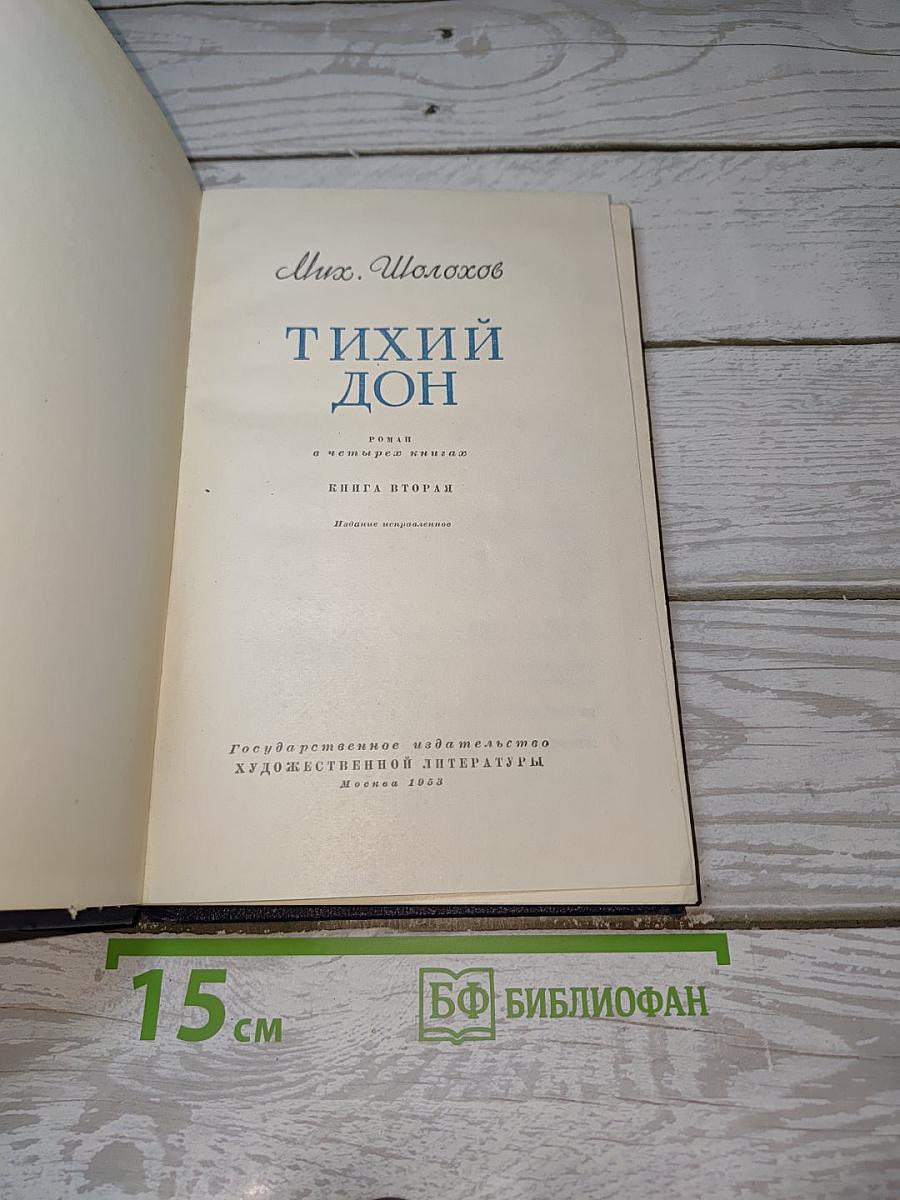 Мих. Шолохов
ТИХИЙ
ДОН
РОМАН
в четырех книгах
КНИГА ВТОРАЯ
Издание исправленное
Государственное издательство
ХУДОЖЕСТВЕННОЙ ЛИТЕРАТУРЫ
Москва 1953
15 см
БФ БИБЛИОФАН